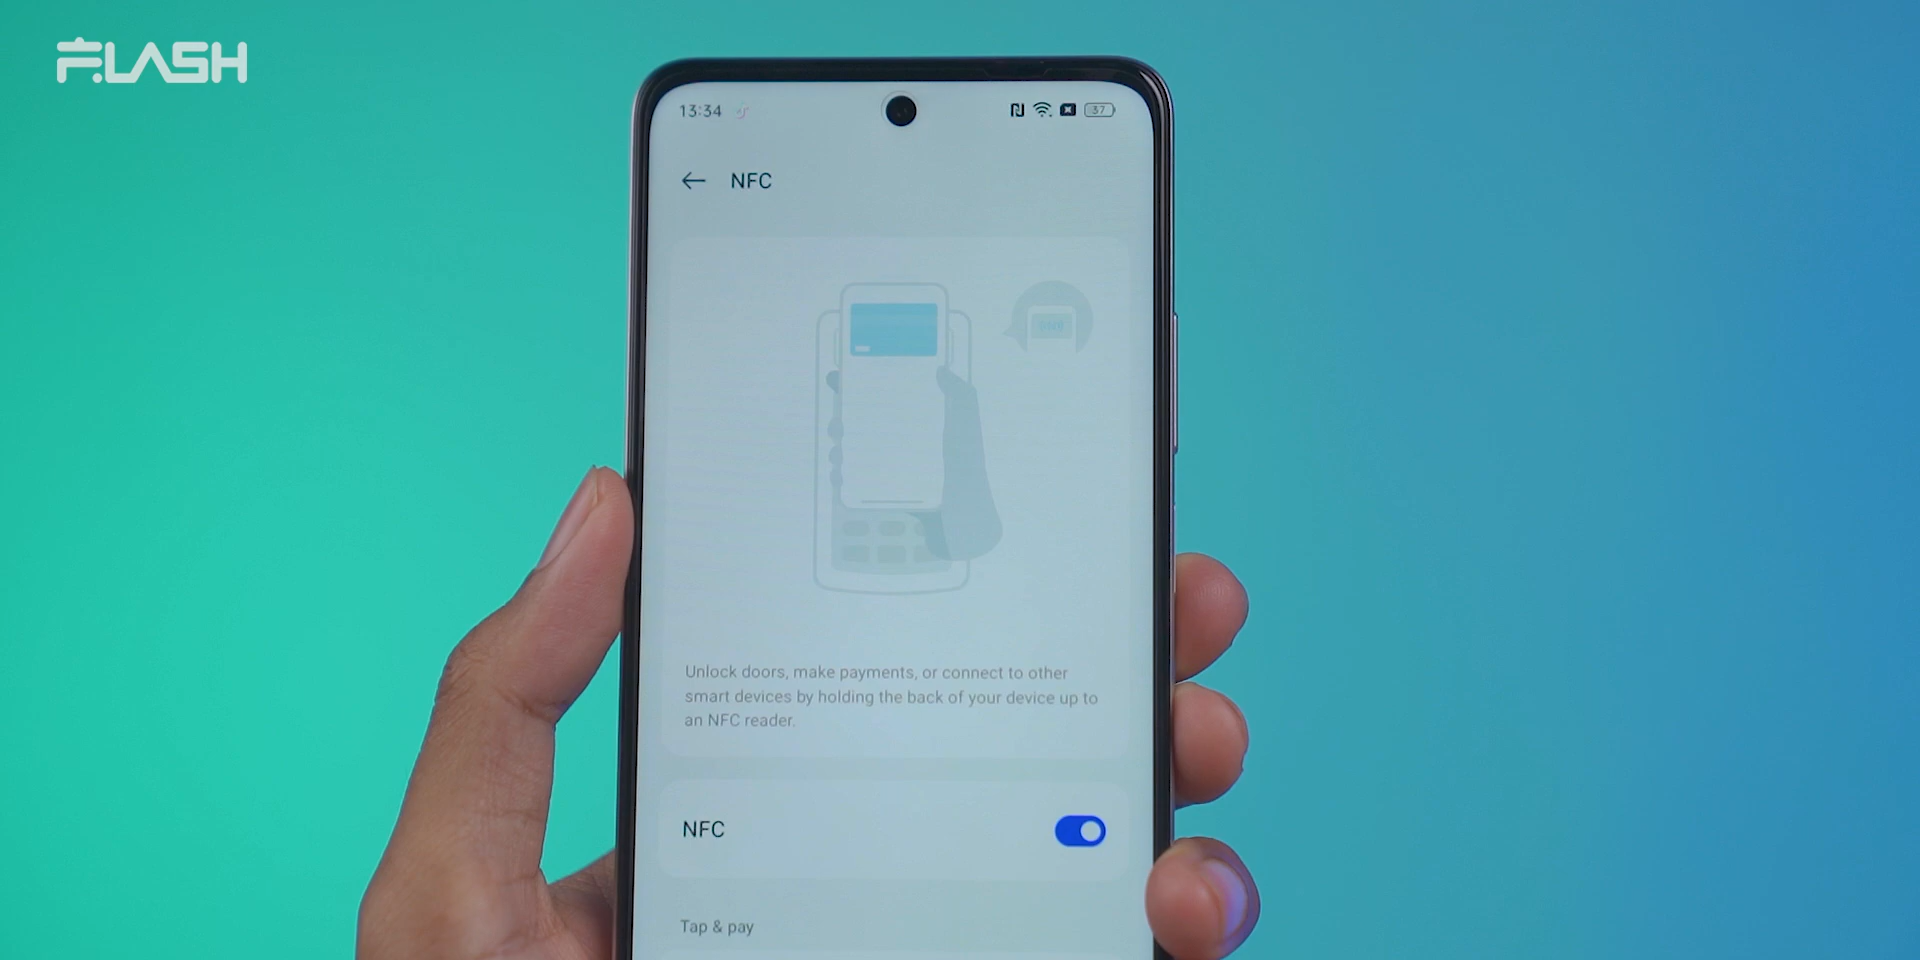 FLASH
13:34
37
NFC
Unlock doors, make payments, or connect to other
smart devices by holding the back of your device up to
an NFC reader.
NFC
Tap & pay